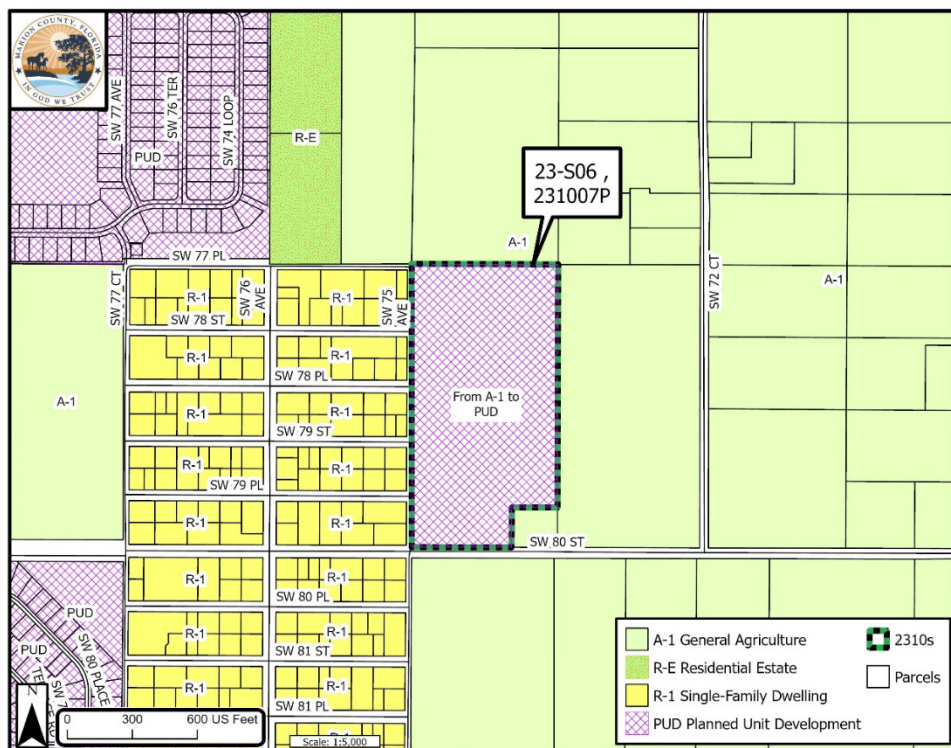 MARION COUNTY, FLORIDA
IN GOD WE TRUST
SW 77 AVE
SW 76 TER
SW 74 LOOP
PUD
R-E
23-S06 ,
231007P
A-1
SW 77 PL
SW 77 CT
R-1
SW 76
AVE
R-1
SW 75
AVE
SW 72 CT
A-1
SW 78 ST
R-1
R-1
SW 78 PL
A-1
From A-1 to
PUD
R-1
R-1
SW 79 ST
R-1
R-1
SW 79 PL
R-1
R-1
SW 80 ST
R-1
R-1
SW 80 PL
PUD
PUD
SW 80 PLACE
R-1
R-1
SW 81 ST
R-1
R-1
SW 81 PL
R-1
N
0 300 600 US Feet
Scale: 1:5,000
A-1 General Agriculture
R-E Residential Estate
R-1 Single-Family Dwelling
PUD Planned Unit Development
2310s
Parcels